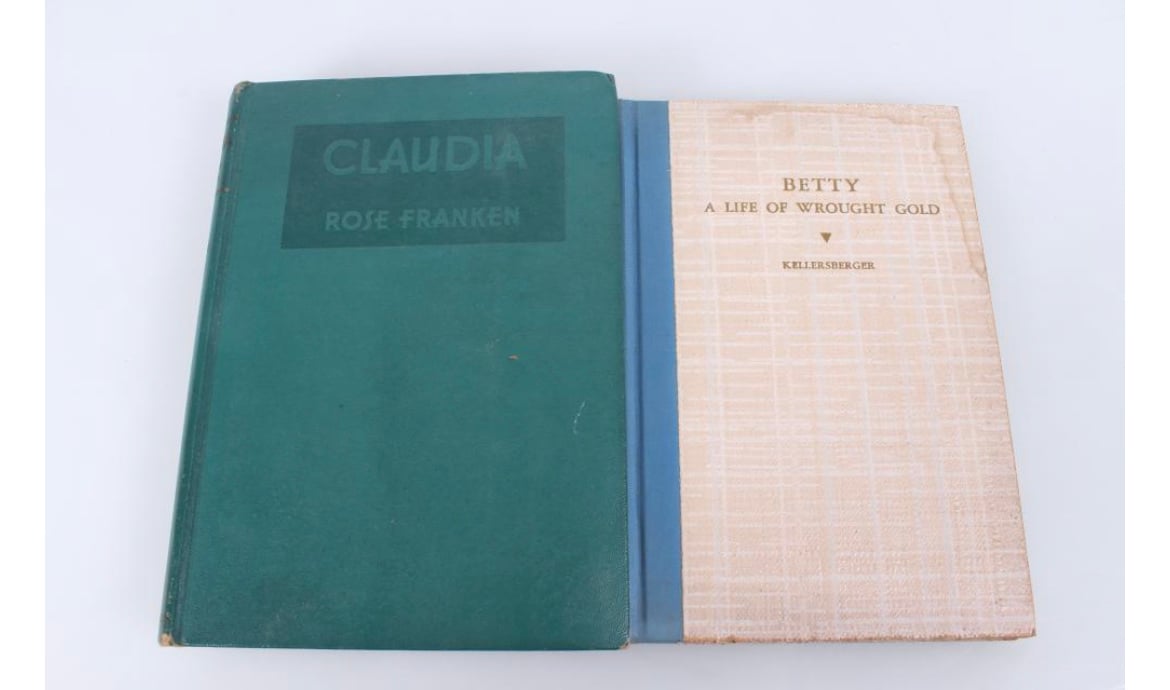 CLAUDIA
ROSE FRANKEN
BETTY
A LIFE OF WROUGHT GOLD
KELLERSBERGER